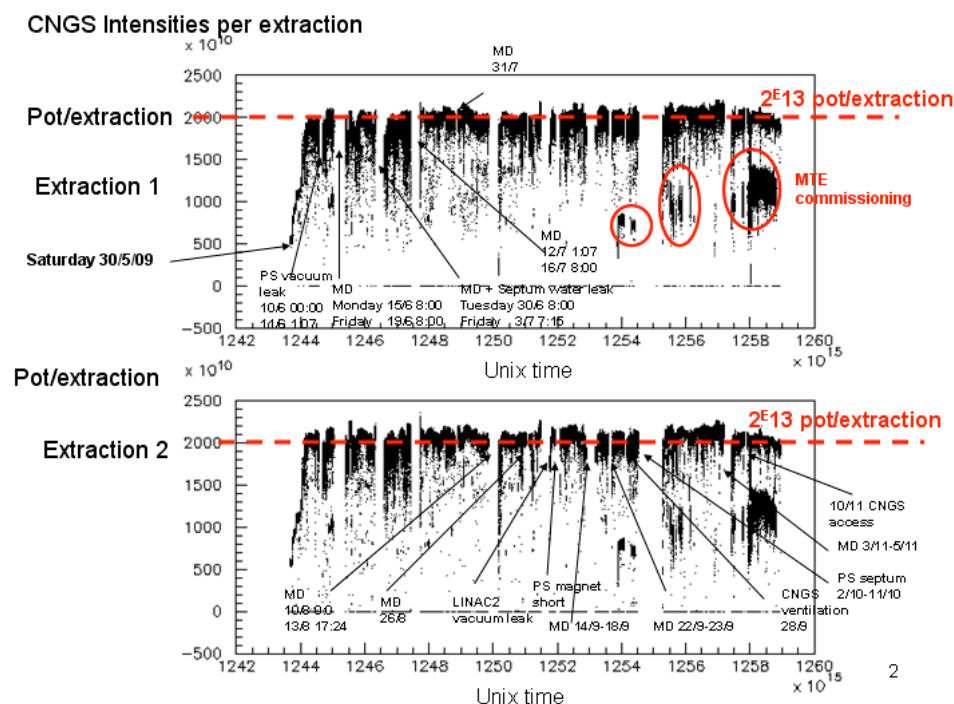 CNGS Intensities per extraction
x 10^10
MD
31/7
2500
2000
1500
1000
500
0
-500
Pot/extraction
2^E13 pot/extraction
Extraction 1
MTE
commissioning
Saturday 30/5/09
PS vacuum
leak
10/6 00:00
14/6 1:07
MD
Monday 15/6 8:00
Friday 19/6 8:00
MD + Septum water leak
Tuesday 30/6 8:00
Friday 3/7 7:15
MD
12/7 1:07
16/7 8:00
1242 1244 1246 1248 1250 1252 1254 1256 1258 1260
x 10^15
Unix time
Pot/extraction
x 10^10
2500
2000
1500
1000
500
0
-500
2^E13 pot/extraction
Extraction 2
10/11 CNGS
access
MD 3/11-5/11
PS septum
2/10-11/10
MD
13/8 17:24
MD
26/8
LINAC2
vacuum leak
PS magnet
short
MD 14/9-18/9
MD 22/9-23/9
CNGS
ventilation
28/9
1242 1244 1246 1248 1250 1252 1254 1256 1258 1260
x 10^15
Unix time
2